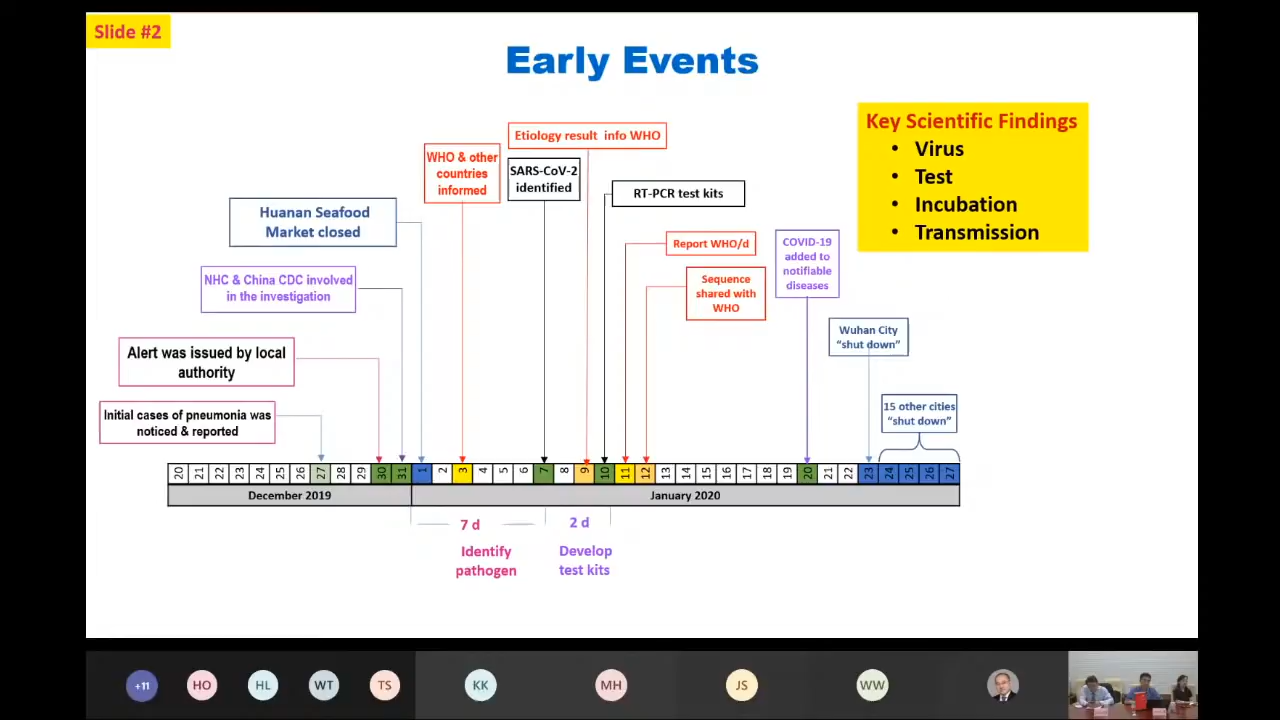 Slide #2
Early Events
Key Scientific Findings
• Virus
• Test
• Incubation
• Transmission
Etiology result info WHO
WHO & other
countries
informed
SARS-CoV-2
identified
RT-PCR test kits
Huanan Seafood
Market closed
Report WHO/d
COVID-19
added to
notifiable
diseases
NHC & China CDC involved
in the investigation
Sequence
shared with
WHO
Wuhan City
“shut down”
Alert was issued by local
authority
15 other cities
“shut down”
Initial cases of pneumonia was
noticed & reported
20 21 22 23 24 25 26 27 28 29 30 31 1 2 3 4 5 6 7 8 9 10 11 12 13 14 15 16 17 18 19 20 21 22 23 24 25 26 27
December 2019 January 2020
7 d 2 d
Identify
pathogen
Develop
test kits
+11 HO HL WT TS KK MH JS WW